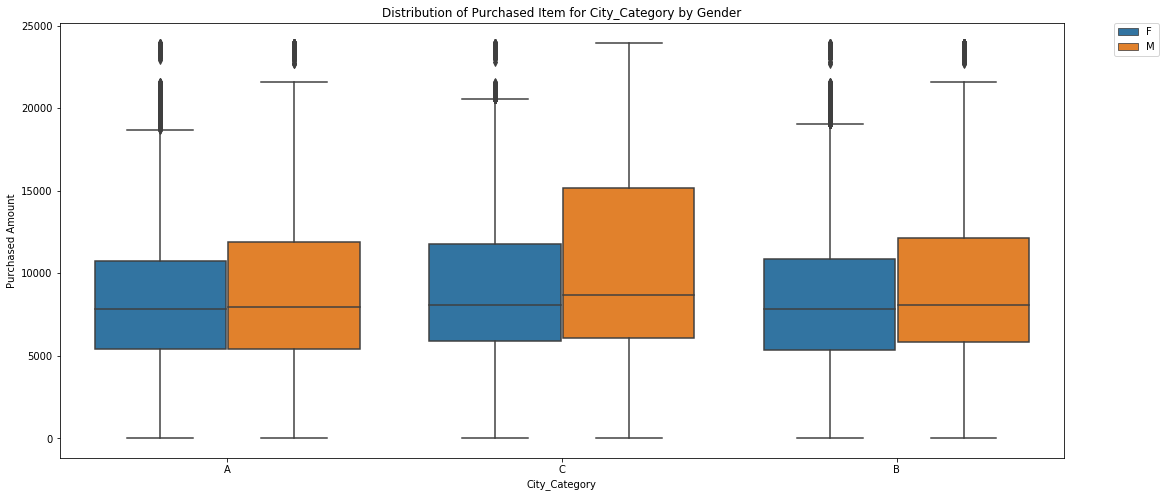 Distribution of Purchased Item for City_Category by Gender
25000
20000
15000
10000
5000
0
Purchased Amount
A
C
B
City_Category
F
M